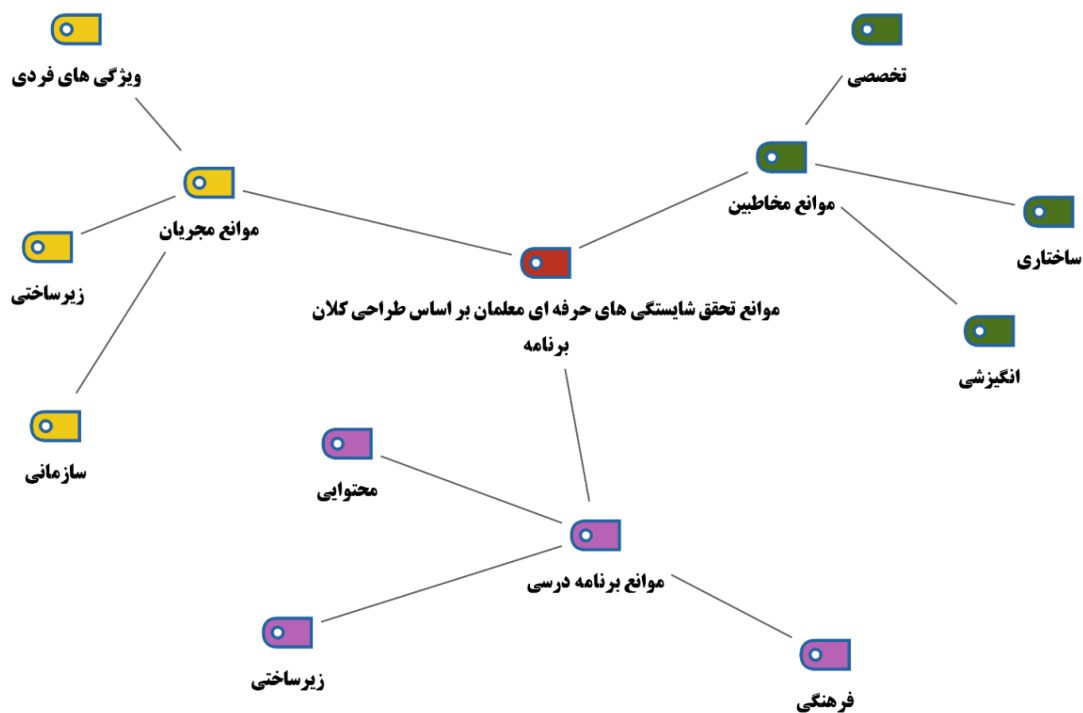 تخصصی
ویژگی های فردی
موانع مخاطبین
موانع مجریان
ساختاری
زیرساختی
موانع تحقق شایستگی های حرفه ای معلمان بر اساس طراحی کلان
برنامه
انگیزشی
سازمانی
محتوایی
موانع برنامه درسی
زیرساختی
فرهنگی